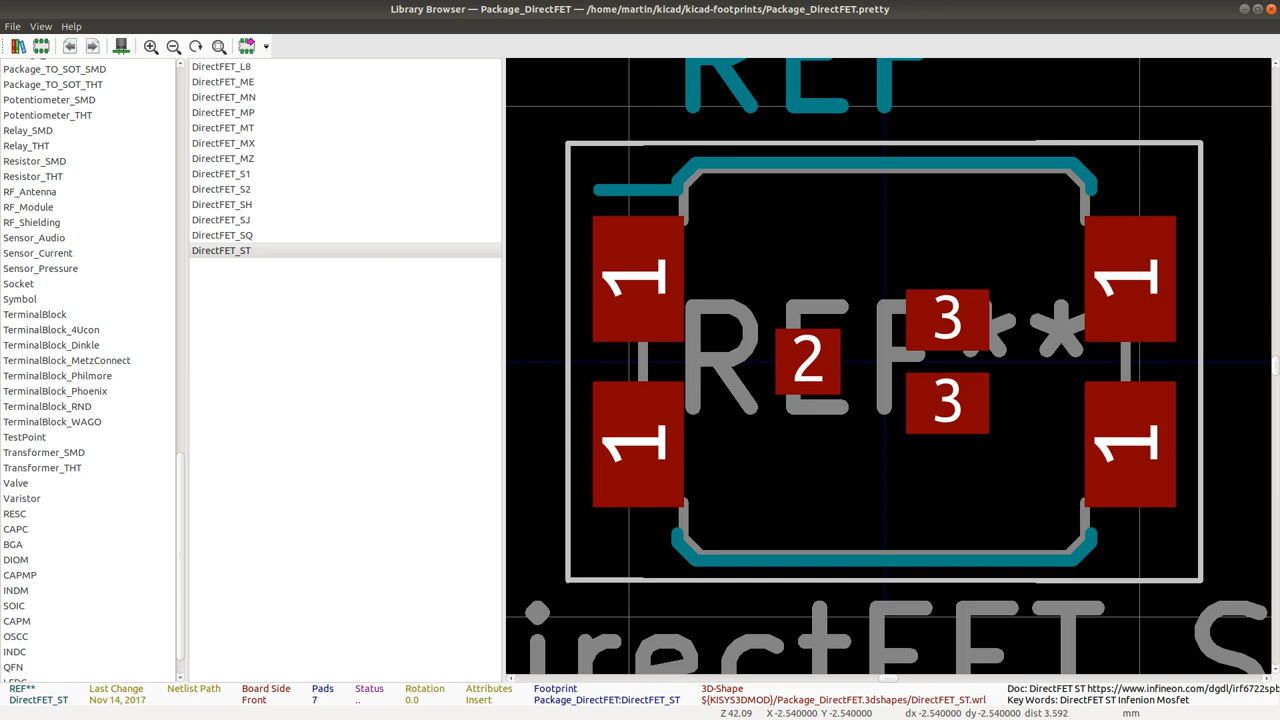 Library Browser — Package_DirectFET — /home/martin/kicad/kicad-footprints/Package_DirectFET.pretty
File View Help
Package_TO_SOT_SMD
Package_TO_SOT_THT
Potentiometer_SMD
Potentiometer_THT
Relay_SMD
Relay_THT
Resistor_SMD
Resistor_THT
RF_Antenna
RF_Module
RF_Shielding
Sensor_Audio
Sensor_Current
Sensor_Pressure
Socket
Symbol
TerminalBlock
TerminalBlock_4Ucon
TerminalBlock_Dinkle
TerminalBlock_MetzConnect
TerminalBlock_Philmore
TerminalBlock_Phoenix
TerminalBlock_RND
TerminalBlock_WAGO
TestPoint
Transformer_SMD
Transformer_THT
Valve
Varistor
RESC
CAPC
BGA
DIOM
CAPMP
INDM
SOIC
CAPM
OSCC
INDC
QFN
DirectFET_L8
DirectFET_ME
DirectFET_MN
DirectFET_MP
DirectFET_MT
DirectFET_MX
DirectFET_MZ
DirectFET_S1
DirectFET_S2
DirectFET_SH
DirectFET_SJ
DirectFET_SQ
DirectFET_ST
REF
1 1
REF**
3
2
3
1 1
irectFET_S
REF** Last Change Netlist Path Board Side Pads Status Rotation Attributes Footprint 3D-Shape Doc: DirectFET ST https://www.infineon.com/dgdl/irf6722spb
DirectFET_ST Nov 14, 2017 Front 7 .. 0.0 Insert Package_DirectFET:DirectFET_ST ${KISYS3DMOD}/Package_DirectFET.3dshapes/DirectFET_ST.wrl Key Words: DirectFET ST Infenion Mosfet
Z 42.09 X -2.540000 Y -2.540000 dx -2.540000 dy -2.540000 dist 3.592 mm